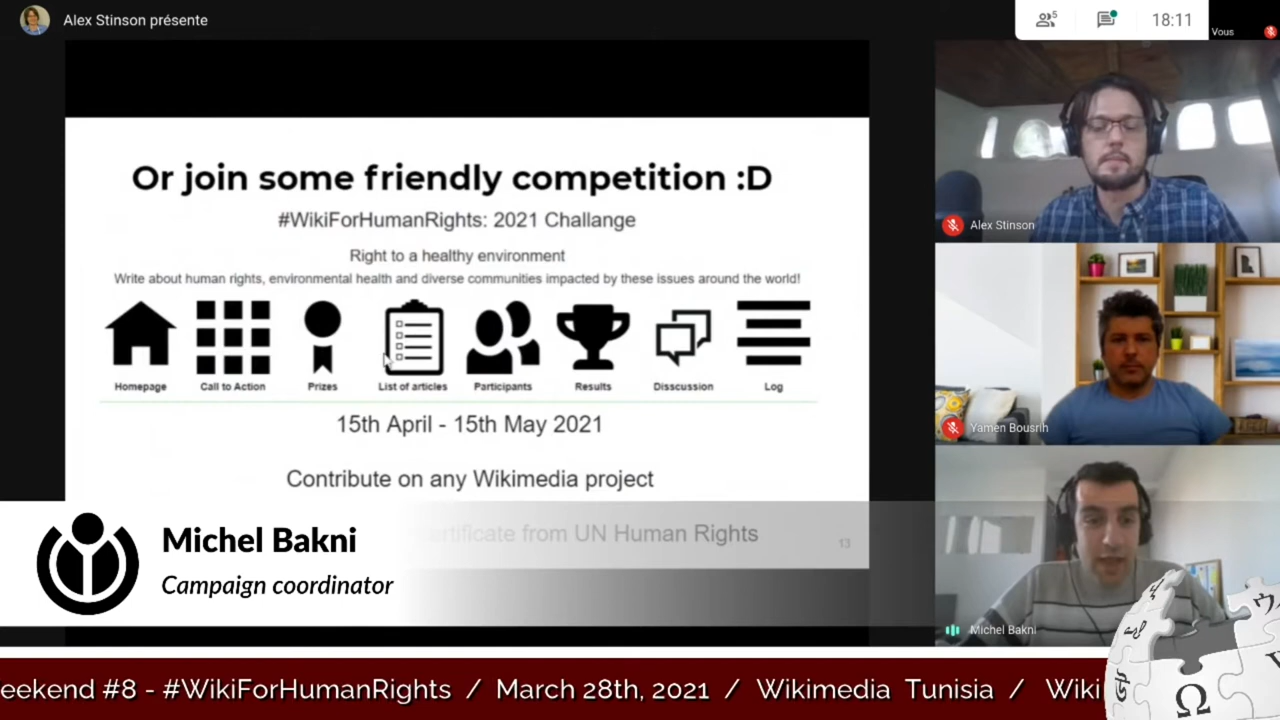 Alex Stinson présente
5
18:11
Vous
Or join some friendly competition :D
#WikiForHumanRights: 2021 Challange
Right to a healthy environment
Write about human rights, environmental health and diverse communities impacted by these issues around the world!
Homepage
Call to Action
Prizes
List of articles
Participants
Results
Disscussion
Log
15th April - 15th May 2021
Contribute on any Wikimedia project
from UN Human Rights
13
Alex Stinson
Yamen Bousrih
Michel Bakni
Michel Bakni
Campaign coordinator
eekend #8 - #WikiForHumanRights / March 28th, 2021 / Wikimedia Tunisia / Wiki
Ω